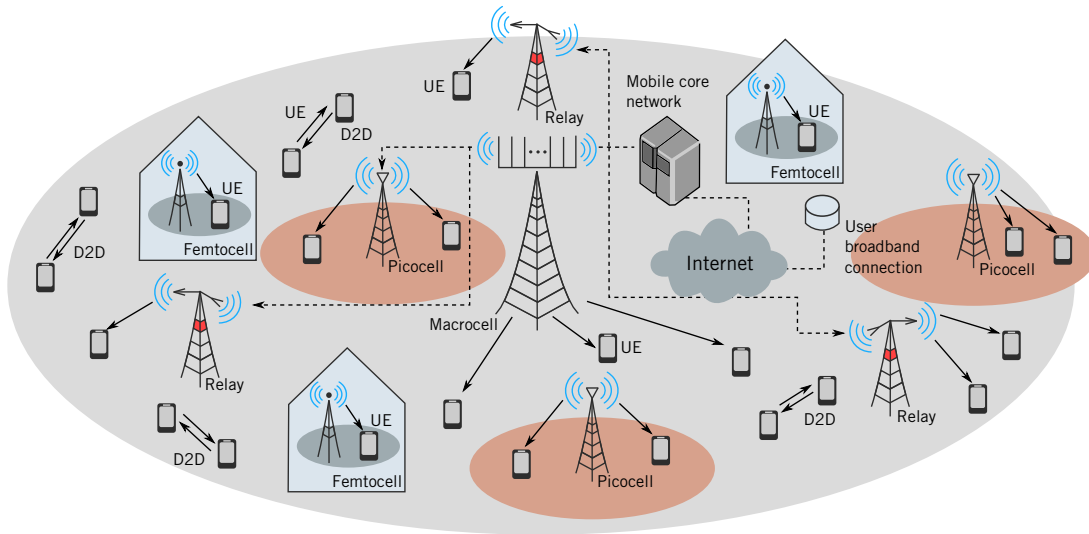 UE
Relay
Mobile core
network
UE
Femtocell
UE
D2D
UE
Femtocell
D2D
Picocell
Internet
User
broadband
connection
Picocell
Macrocell
UE
Relay
Relay
UE
Femtocell
D2D
Picocell
D2D